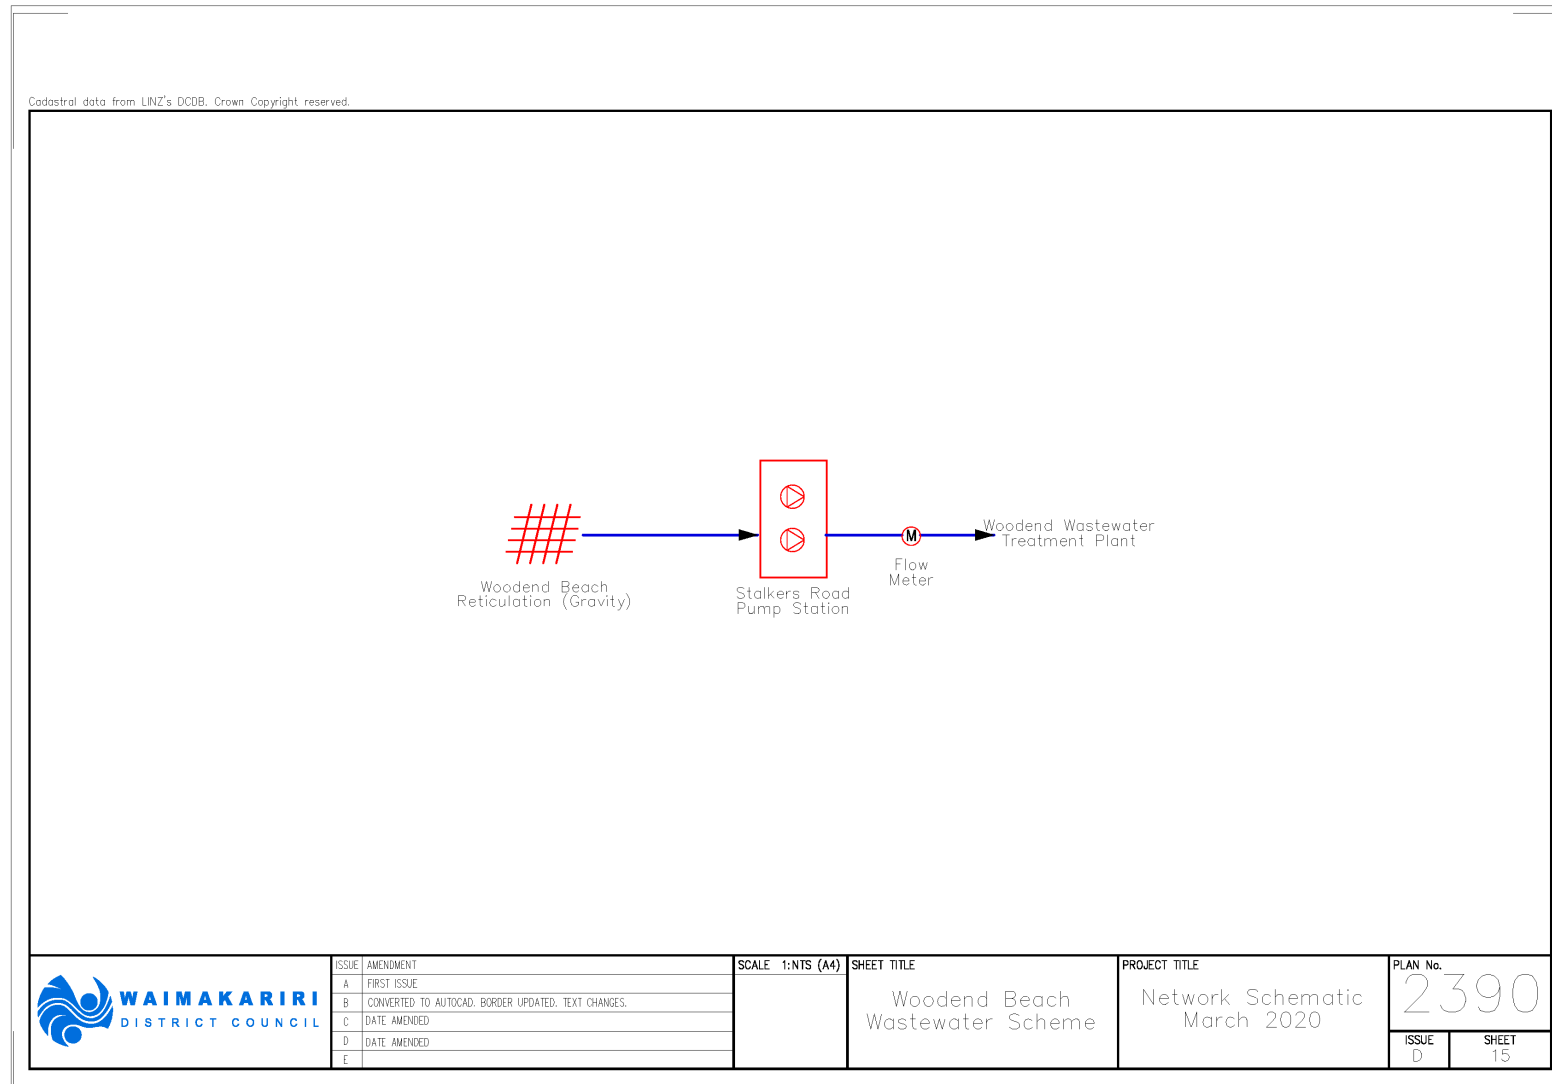 Cadastral data from LINZ's DCDB. Crown Copyright reserved.
Woodend Beach
Reticulation (Gravity)
Stalkers Road
Pump Station
M
Flow
Meter
Woodend Wastewater
Treatment Plant
WAIMAKARIRI
DISTRICT COUNCIL
ISSUE AMENDMENT
A FIRST ISSUE
B CONVERTED TO AUTOCAD. BORDER UPDATED. TEXT CHANGES.
C DATE AMENDED
D DATE AMENDED
E
SCALE 1:NTS (A4)
SHEET TITLE
Woodend Beach
Wastewater Scheme
PROJECT TITLE
Network Schematic
March 2020
PLAN No.
2390
ISSUE
D
SHEET
15